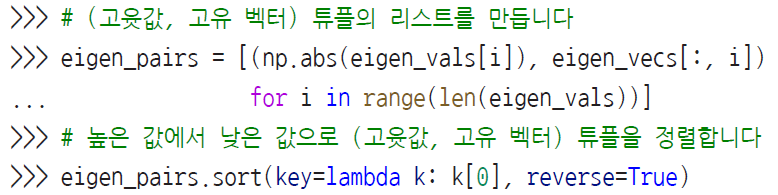 >>> # (고윳값, 고유 벡터) 튜플의 리스트를 만듭니다
>>> eigen_pairs = [(np.abs(eigen_vals[i]), eigen_vecs[:, i])
...              for i in range(len(eigen_vals))]
>>> # 높은 값에서 낮은 값으로 (고윳값, 고유 벡터) 튜플을 정렬합니다
>>> eigen_pairs.sort(key=lambda k: k[0], reverse=True)